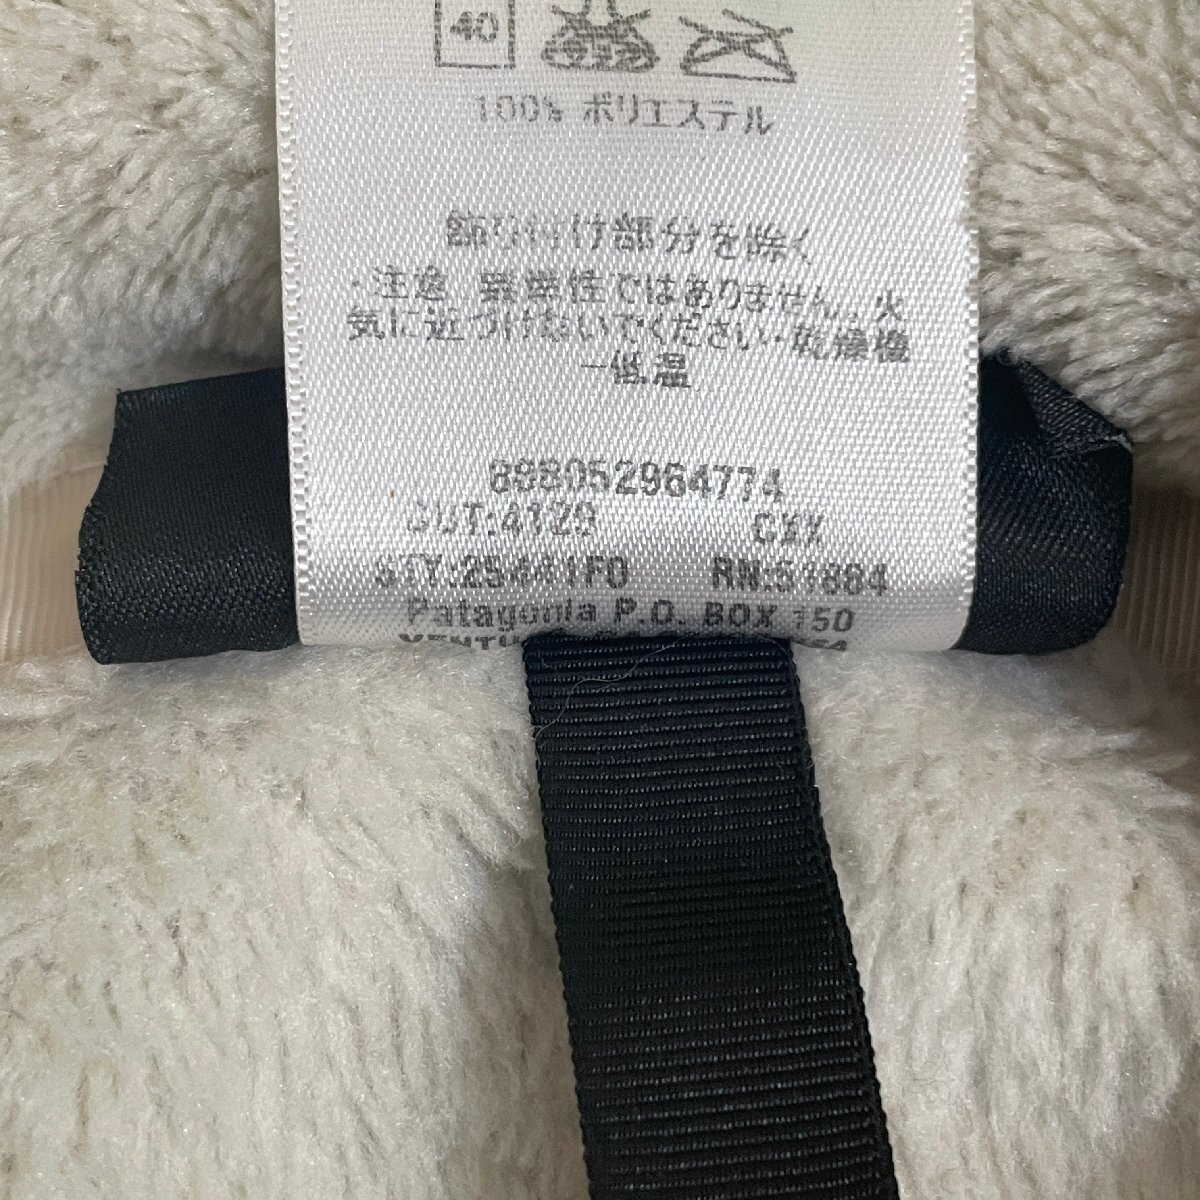 40
100% ポリエステル
飾り付け部分を除く
・注意 難燃性ではありません。火
気に近づけないでください・乾燥機
－低温
898052964774
CUT:4120
STY:25441F0 RN:51884
Patagonia P.O. BOX 150